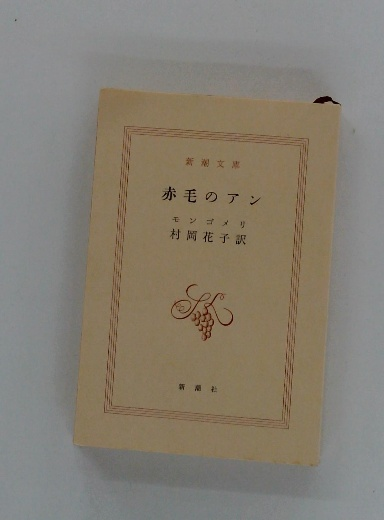 新潮文庫
赤毛のアン
モンゴメリ
村岡花子訳
新潮社